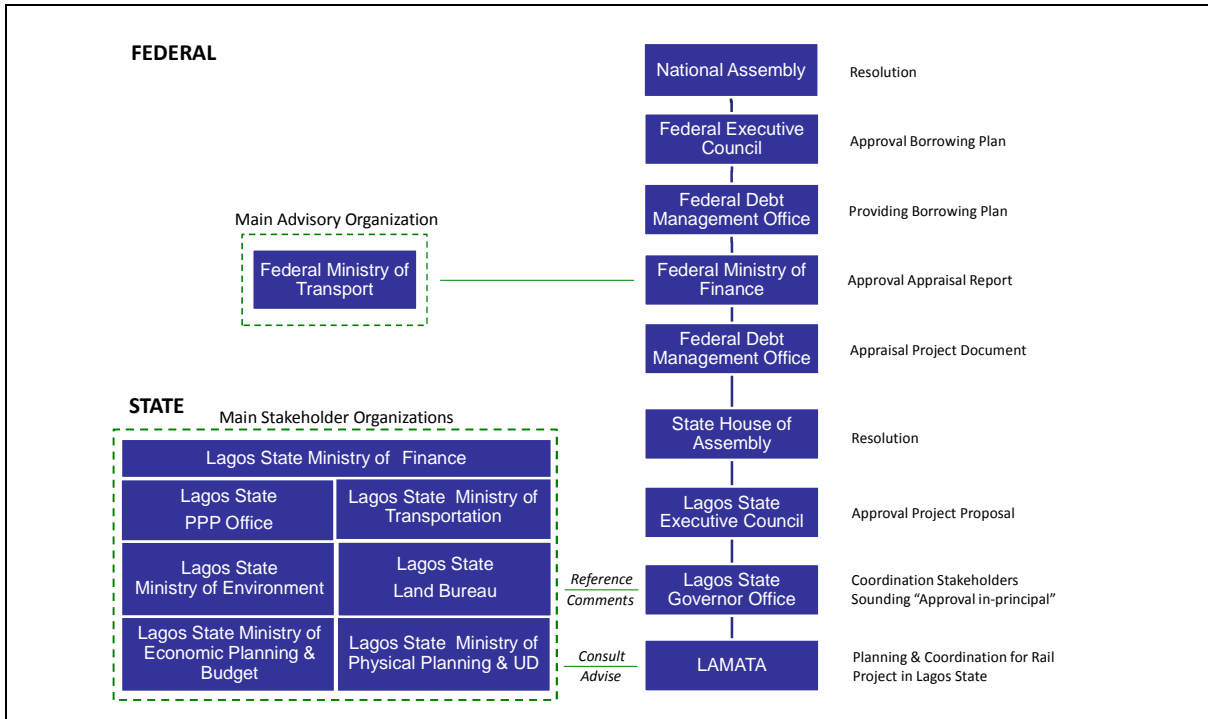 FEDERAL
National Assembly
Resolution
Federal Executive
Council
Approval Borrowing Plan
Federal Debt
Management Office
Providing Borrowing Plan
Main Advisory Organization
Federal Ministry of
Transport
Federal Ministry of
Finance
Approval Appraisal Report
Federal Debt
Management Office
Appraisal Project Document
STATE
Main Stakeholder Organizations
State House of
Assembly
Resolution
Lagos State Ministry of Finance
Lagos State
PPP Office
Lagos State Ministry of
Transportation
Lagos State
Executive Council
Approval Project Proposal
Lagos State
Ministry of Environment
Lagos State
Land Bureau
Reference
Comments
Lagos State
Governor Office
Coordination Stakeholders
Sounding “Approval in-principal”
Lagos State Ministry of
Economic Planning &
Budget
Lagos State Ministry of
Physical Planning & UD
Consult
Advise
LAMATA
Planning & Coordination for Rail
Project in Lagos State